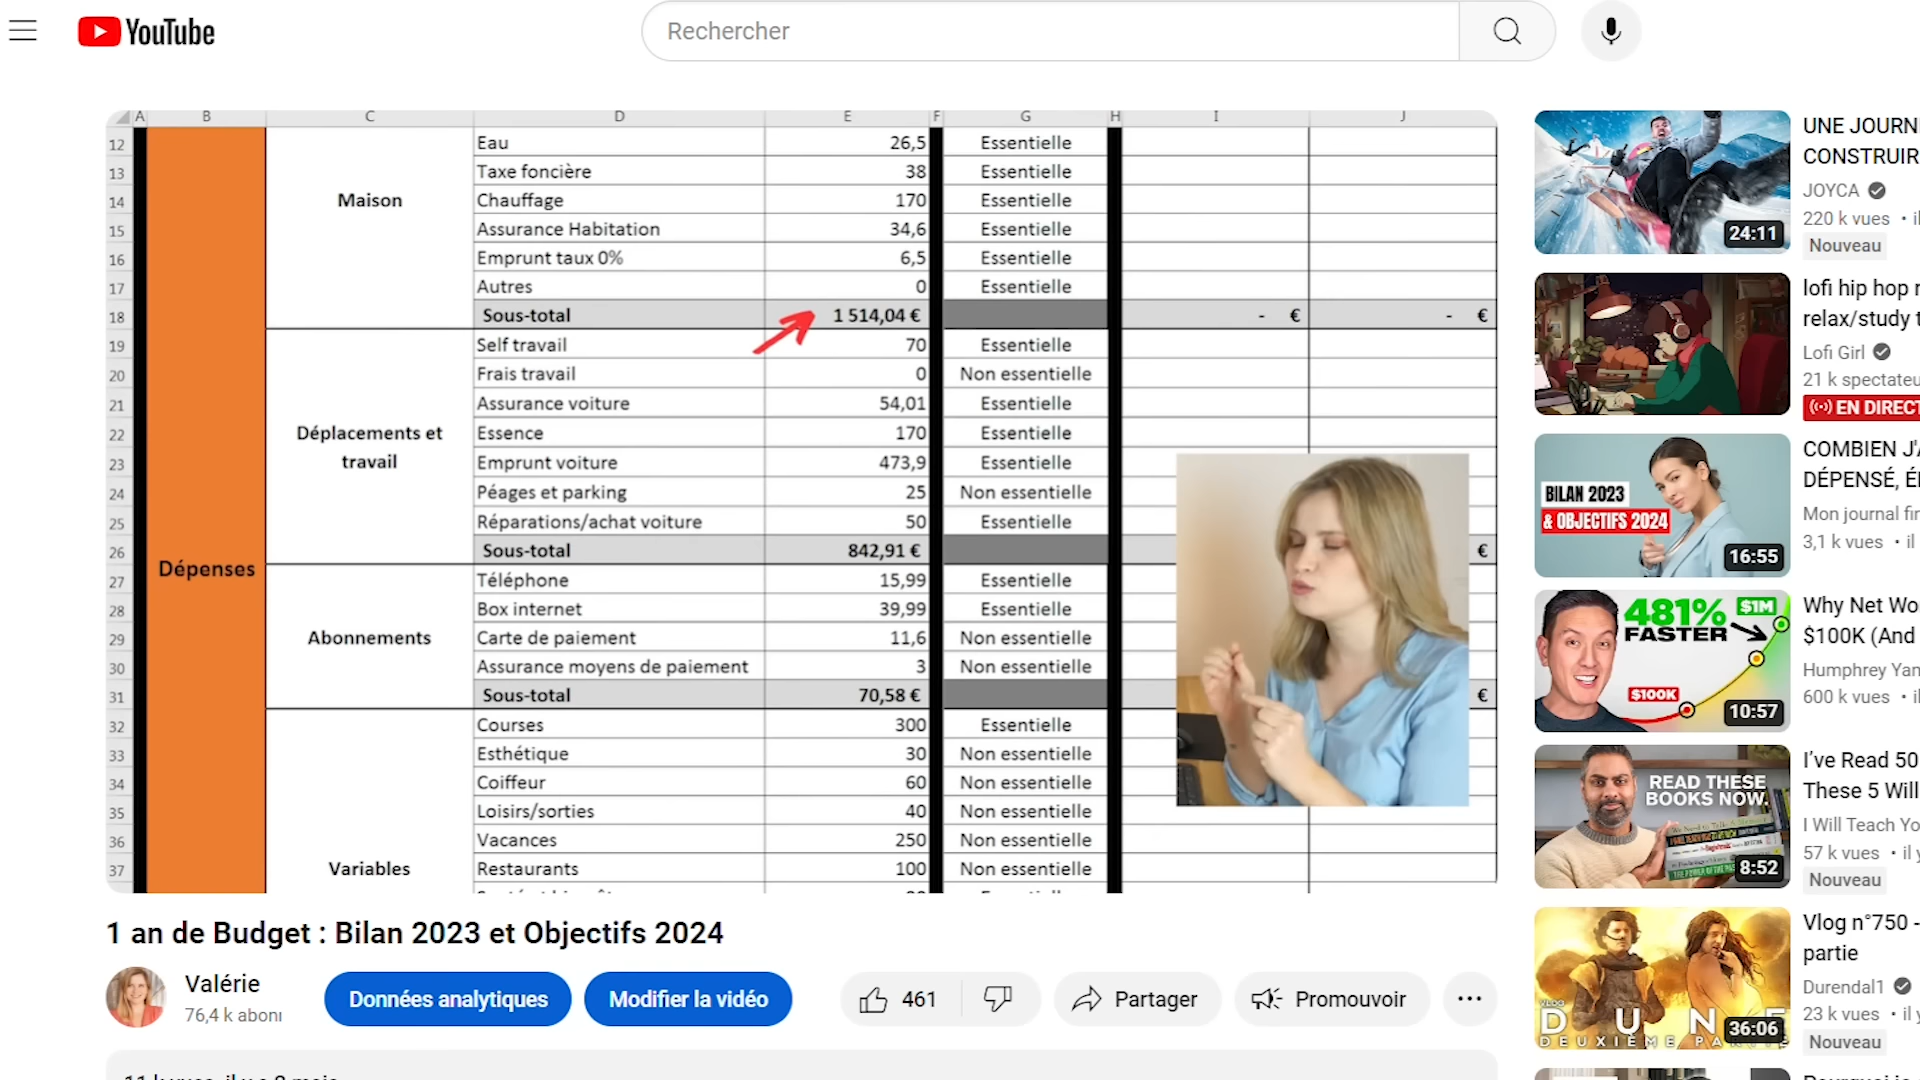 YouTube
Rechercher
A B C D E F G H I J
12 Eau 26,5 Essentielle
13 Taxe foncière 38 Essentielle
14 Maison Chauffage 170 Essentielle
15 Assurance Habitation 34,6 Essentielle
16 Emprunt taux 0% 6,5 Essentielle
17 Autres 0 Essentielle
18 Sous-total 1 514,04 € - € - €
19 Self travail 70 Essentielle
20 Frais travail 0 Non essentielle
21 Assurance voiture 54,01 Essentielle
22 Déplacements et Essence 170 Essentielle
23 travail Emprunt voiture 473,9 Essentielle
24 Péages et parking 25 Non essentielle
25 Réparations/achat voiture 50 Essentielle
26 Sous-total 842,91 € €
Dépenses
27 Téléphone 15,99 Essentielle
28 Box internet 39,99 Essentielle
29 Abonnements Carte de paiement 11,6 Non essentielle
30 Assurance moyens de paiement 3 Non essentielle
31 Sous-total 70,58 € €
32 Courses 300 Essentielle
33 Esthétique 30 Non essentielle
34 Coiffeur 60 Non essentielle
35 Loisirs/sorties 40 Non essentielle
36 Vacances 250 Non essentielle
37 Variables Restaurants 100 Non essentielle
1 an de Budget : Bilan 2023 et Objectifs 2024
Valérie
76,4 k
Données analytiques
Modifier la vidéo
461
Partager
Promouvoir
24:11
UNE
JOYCA
220 k vues • il
Nouveau
lofi hip hop
relax/study
Lofi Girl
21 k
EN DIRECT
BILAN 2023
& OBJECTIFS 2024
16:55
COMBIEN
DÉPENSÉ,
Mon journal
3,1 k vues • il
481% $1M
FASTER
$100K
10:57
Why Net
$100K (And
Humphrey
600 k vues • il
READ THESE
BOOKS NOW.
8:52
I've Read 50
These 5 Will
I Will Teach
57 k vues • il
Nouveau
VLOG
DUNE
DEUXIÈME
36:06
Vlog n°750 -
partie
Durendal1
23 k vues • il
Nouveau